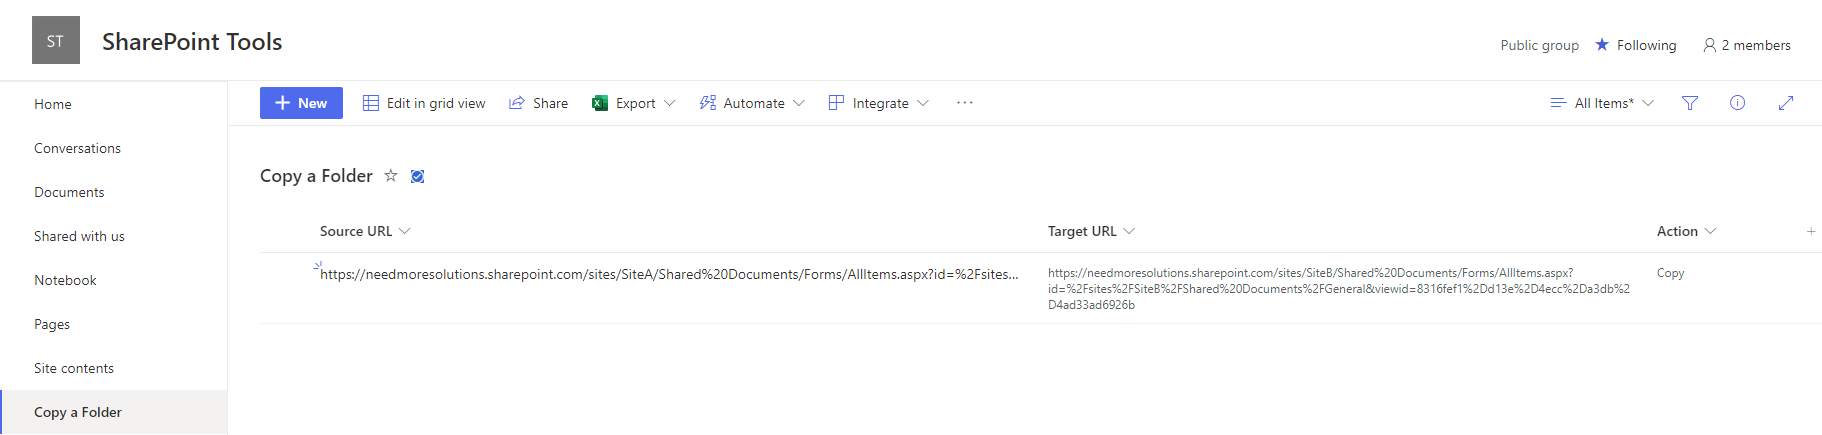 ST
SharePoint Tools
Public group
Following
2 members
Home
Conversations
Documents
Shared with us
Notebook
Pages
Site contents
Copy a Folder
New
Edit in grid view
Share
Export
Automate
Integrate
All Items*
Copy a Folder
Source URL
Target URL
Action
https://needmoresolutions.sharepoint.com/sites/SiteA/Shared%20Documents/Forms/AllItems.aspx?id=%2Fsites...
https://needmoresolutions.sharepoint.com/sites/SiteB/Shared%20Documents/Forms/AllItems.aspx?
id=%2Fsites%2FSiteB%2FShared%20Documents%2FGeneral&viewid=8316fef1%2Dd13e%2D4ecc%2Da3db%2
D4ad33ad6926b
Copy